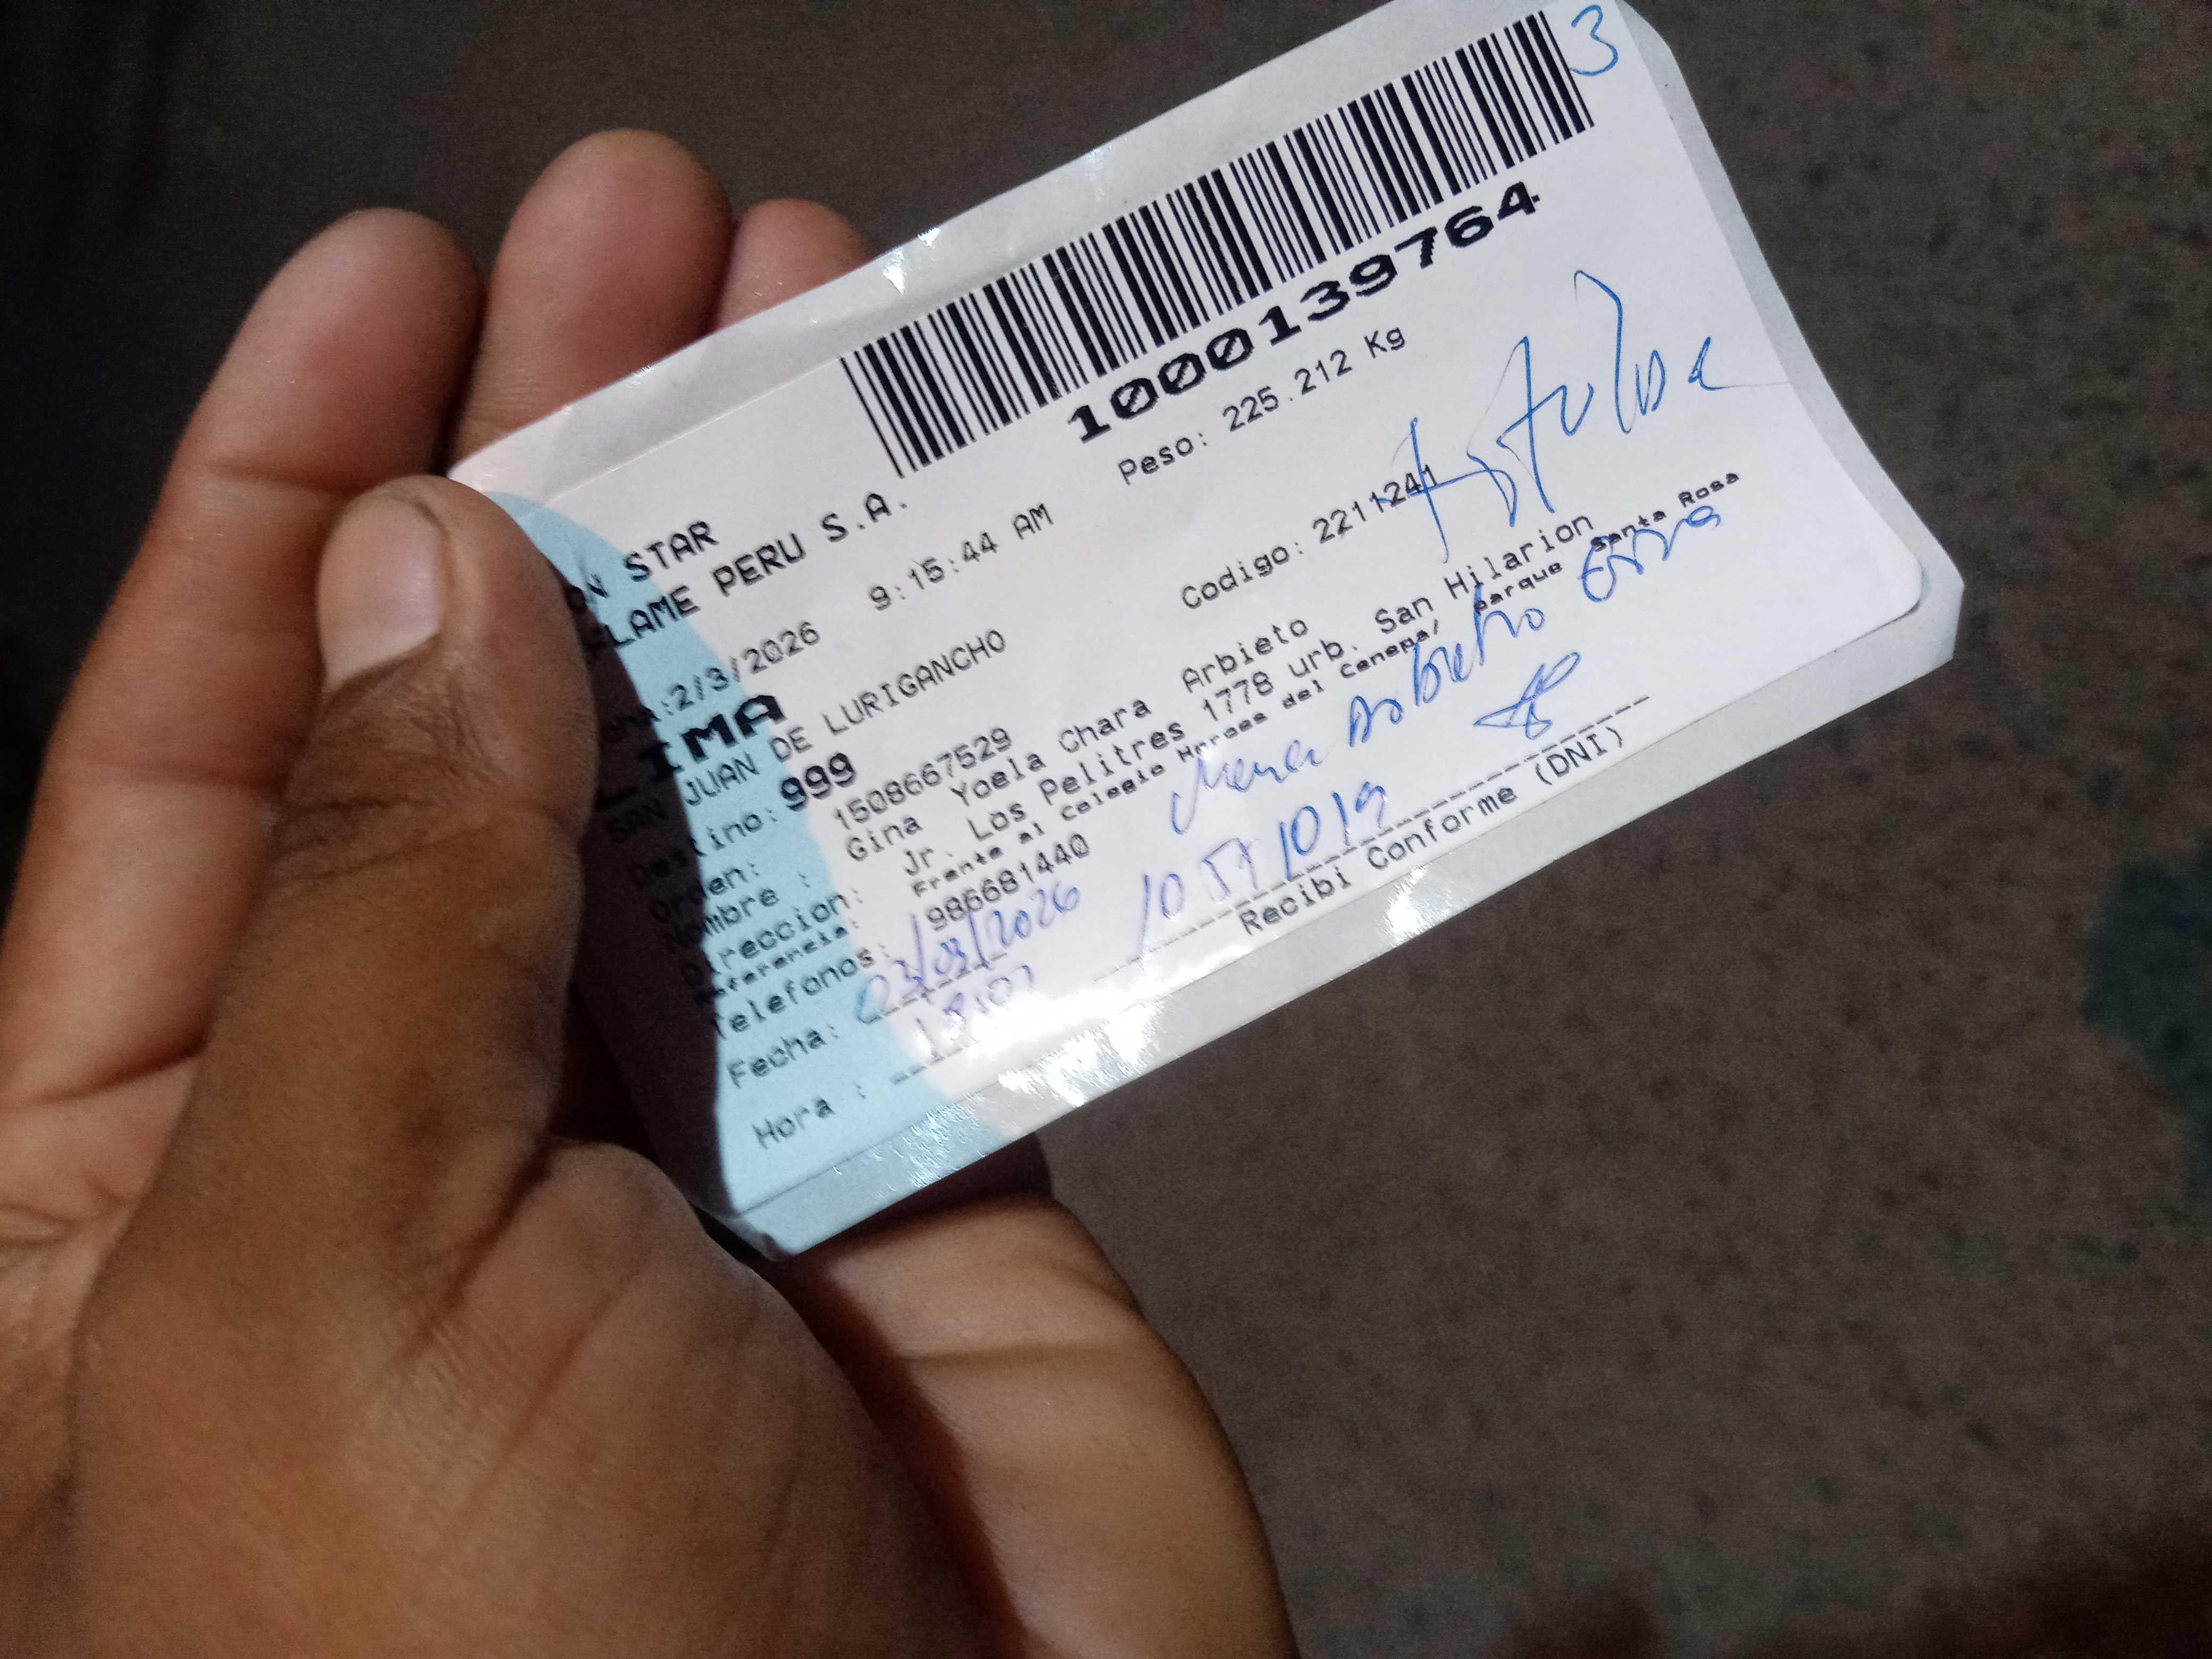 3
1000139764
Peso: 225.212 Kg
ON STAR
FLAME PERU S.A.
:2/3/2026 9:15:44 AM
LIMA
SAN JUAN DE LURIGANCHO
Codigo: 2211241
Destino: 999
Orden: 1508667529
Nombre : Gina Yoela Chara Arbieto
Direccion: Jr. Los Pelitres 1778 urb. San Hilarion
Referencia: Frente al Colegio Heroes del Cenepa/ parque Santa Rosa
Telefonos: 986681440
Fecha: 03/03/2026
Hora :
Recibi Conforme (DNI)